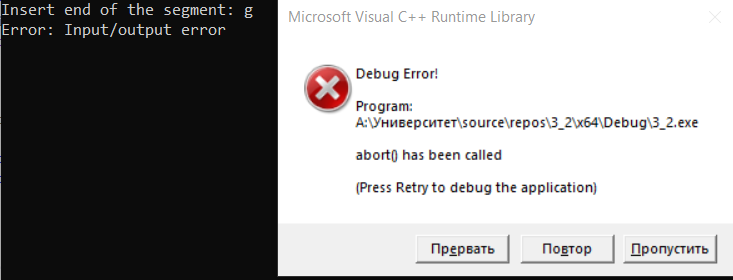 Insert end of the segment: g
Error: Input/output error
Microsoft Visual C++ Runtime Library
Debug Error!
Program:
A:\Университет\source\repos\3_2\x64\Debug\3_2.exe
abort() has been called
(Press Retry to debug the application)
Прервать Повтор Пропустить